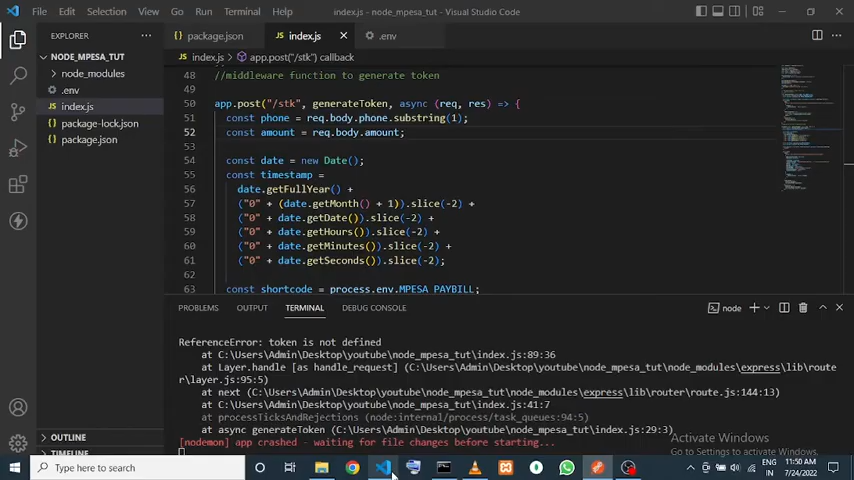 File Edit Selection View Go Run Terminal Help index.js - node_mpesa_tut - Visual Studio Code
EXPLORER
NODE_MPESA_TUT
node_modules
.env
index.js
package-lock.json
package.json
OUTLINE
TIMELINE
package.json index.js .env
index.js > app.post("/stk") callback
48 //middleware function to generate token
49
50 app.post("/stk", generateToken, async (req, res) => {
51 const phone = req.body.phone.substring(1);
52 const amount = req.body.amount;
53
54 const date = new Date();
55 const timestamp =
56 date.getFullYear() +
57 ("0" + (date.getMonth() + 1)).slice(-2) +
58 ("0" + date.getDate()).slice(-2) +
59 ("0" + date.getHours()).slice(-2) +
60 ("0" + date.getMinutes()).slice(-2) +
61 ("0" + date.getSeconds()).slice(-2);
62
63 const shortcode = process.env.MPESA_PAYBILL;
PROBLEMS OUTPUT TERMINAL DEBUG CONSOLE node
ReferenceError: token is not defined
at C:\Users\Admin\Desktop\youtube\node_mpesa_tut\index.js:89:36
at Layer.handle [as handle_request] (C:\Users\Admin\Desktop\youtube\node_mpesa_tut\node_modules\express\lib\route
r\layer.js:95:5)
at next (C:\Users\Admin\Desktop\youtube\node_mpesa_tut\node_modules\express\lib\router\route.js:144:13)
at C:\Users\Admin\Desktop\youtube\node_mpesa_tut\index.js:41:7
at processTicksAndRejections (node:internal/process/task_queues:94:5)
at async generateToken (C:\Users\Admin\Desktop\youtube\node_mpesa_tut\index.js:29:3)
[nodemon] app crashed - waiting for file changes before starting...
Activate Windows
Go to Settings to activate Windows.
Type here to search
ENG
IN
11:50 AM
7/24/2022